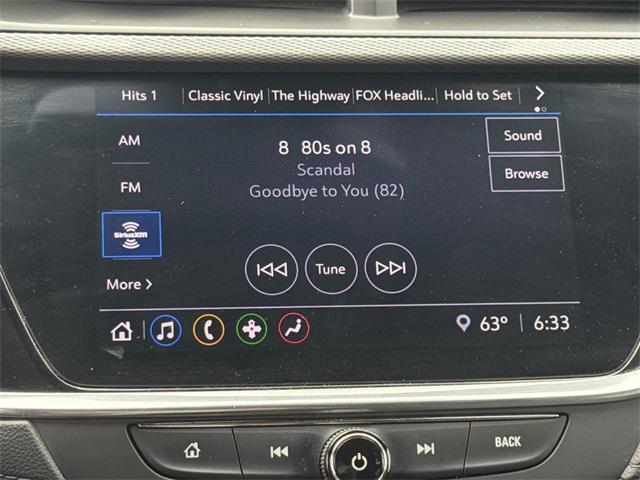 Hits 1 Classic Vinyl The Highway FOX Headli... Hold to Set
AM
8 80s on 8
Sound
FM
Scandal
Browse
Goodbye to You (82)
SiriusXM
Tune
More
63° 6:33
BACK